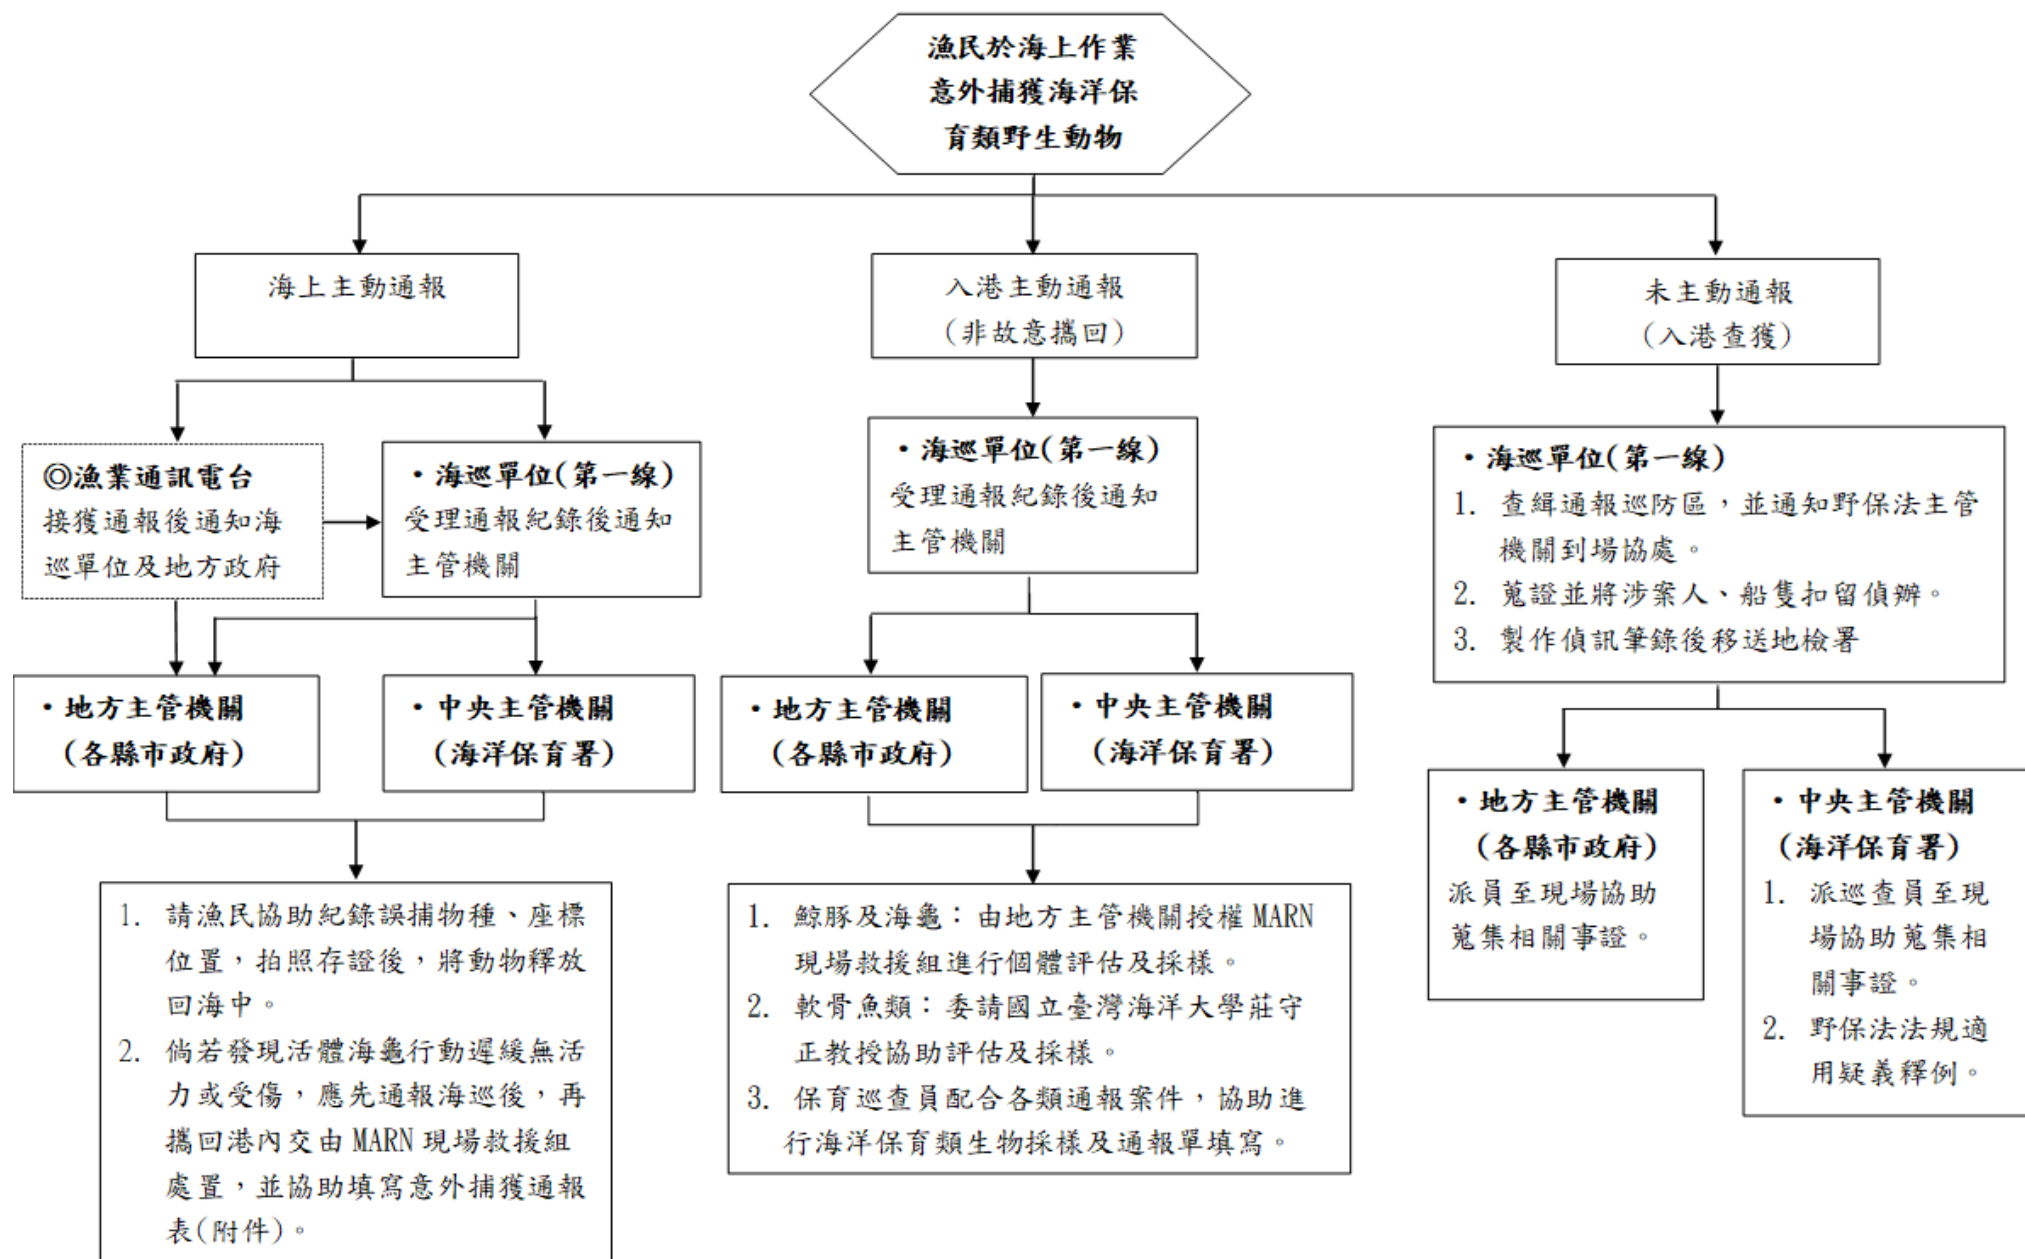 漁民於海上作業
意外捕獲海洋保
育類野生動物
海上主動通報
入港主動通報
(非故意攜回)
未主動通報
(入港查獲)
◎漁業通訊電台
接獲通報後通知海
巡單位及地方政府
・海巡單位(第一線)
受理通報紀錄後通知
主管機關
・地方主管機關
(各縣市政府)
・中央主管機關
(海洋保育署)
1. 請漁民協助紀錄誤捕物種、座標
位置，拍照存證後，將動物釋放
回海中。
2. 倘若發現活體海龜行動遲緩無活
力或受傷，應先通報海巡後，再
攜回港內交由 MARN 現場救援組
處置，並協助填寫意外捕獲通報
表(附件)。
・海巡單位(第一線)
受理通報紀錄後通知
主管機關
・地方主管機關
(各縣市政府)
・中央主管機關
(海洋保育署)
1. 鯨豚及海龜：由地方主管機關授權 MARN
現場救援組進行個體評估及採樣。
2. 軟骨魚類：委請國立臺灣海洋大學莊守
正教授協助評估及採樣。
3. 保育巡查員配合各類通報案件，協助進
行海洋保育類生物採樣及通報單填寫。
・海巡單位(第一線)
1. 查緝通報巡防區，並通知野保法主管
機關到場協處。
2. 蒐證並將涉案人、船隻扣留偵辦。
3. 製作偵訊筆錄後移送地檢署
・地方主管機關
(各縣市政府)
派員至現場協助
蒐集相關事證。
・中央主管機關
(海洋保育署)
1. 派巡查員至現
場協助蒐集相
關事證。
2. 野保法法規適
用疑義釋例。